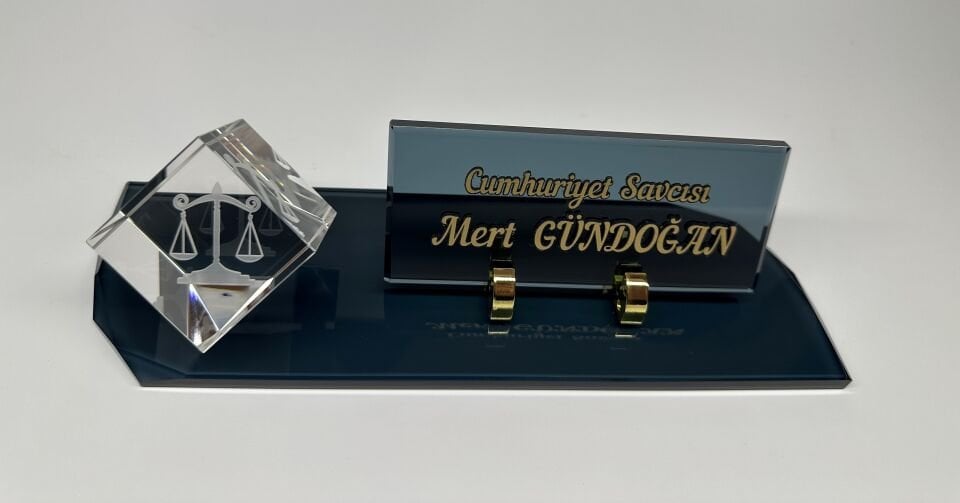 Cumhuriyet Savcısı
Mert GÜNDOĞAN